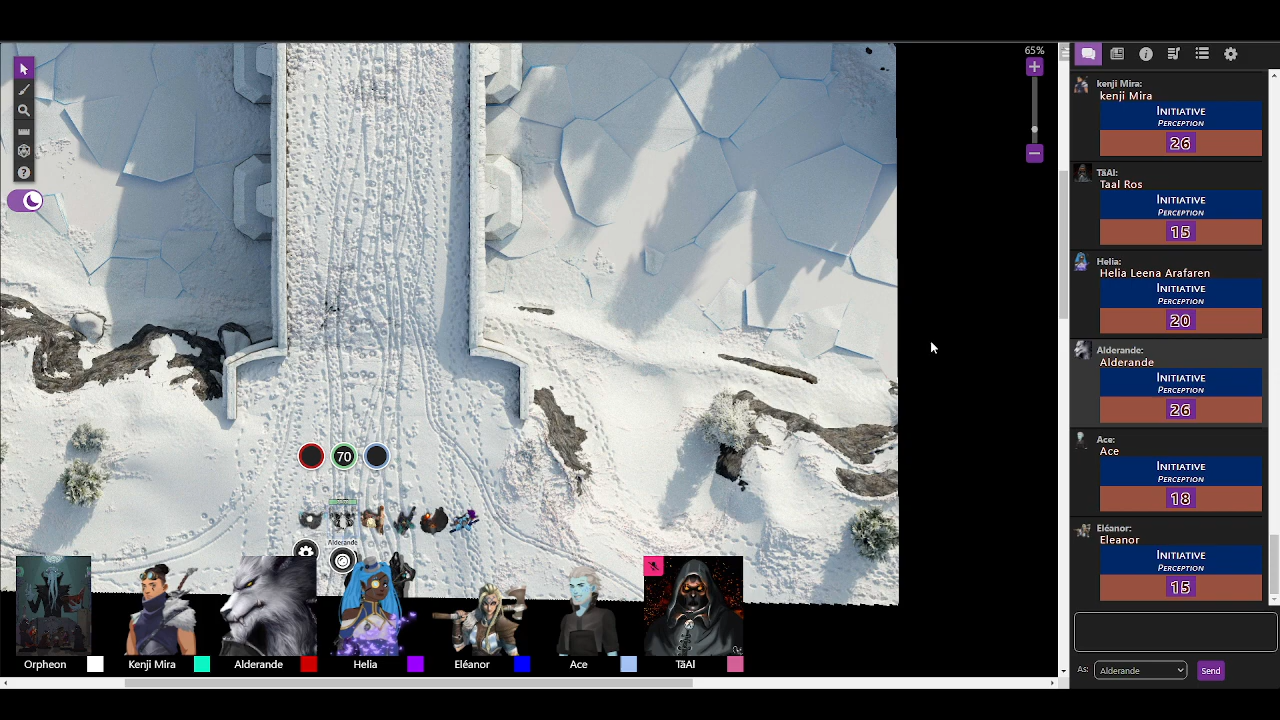 65%
kenji Mira:
kenji Mira
INITIATIVE
PERCEPTION
26
TãAl:
Taal Ros
INITIATIVE
PERCEPTION
15
Helia:
Helia Leena Arafaren
INITIATIVE
PERCEPTION
20
Alderande:
Alderande
INITIATIVE
PERCEPTION
26
Ace:
Ace
INITIATIVE
PERCEPTION
18
Eléanor:
Eleanor
INITIATIVE
PERCEPTION
15
70
Alderande
Orpheon
Kenji Mira
Alderande
Helia
Eléanor
Ace
TãAl
As:
Alderande
Send